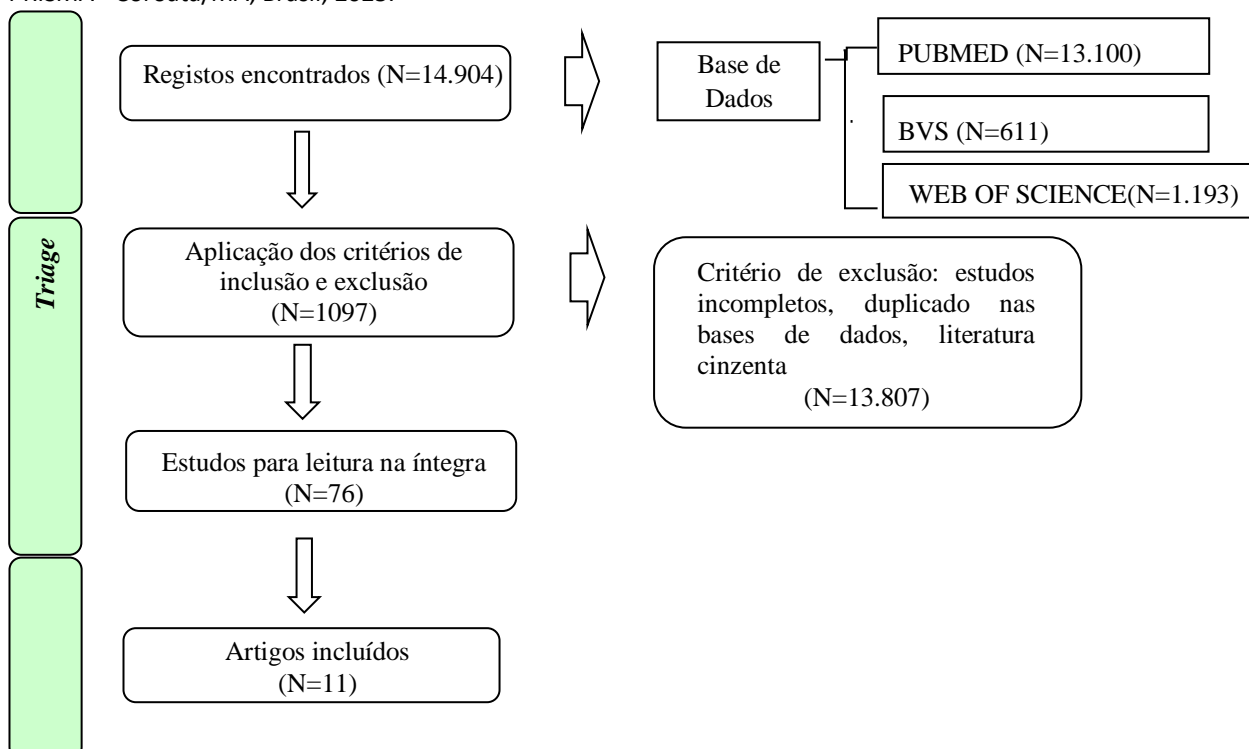 Registos encontrados (N=14.904)
Base de
Dados
PUBMED (N=13.100)
BVS (N=611)
WEB OF SCIENCE(N=1.193)
Triage
Aplicação dos critérios de
inclusão e exclusão
(N=1097)
Critério de exclusão: estudos
incompletos, duplicado nas
bases de dados, literatura
cinzenta
(N=13.807)
Estudos para leitura na íntegra
(N=76)
Artigos incluídos
(N=11)